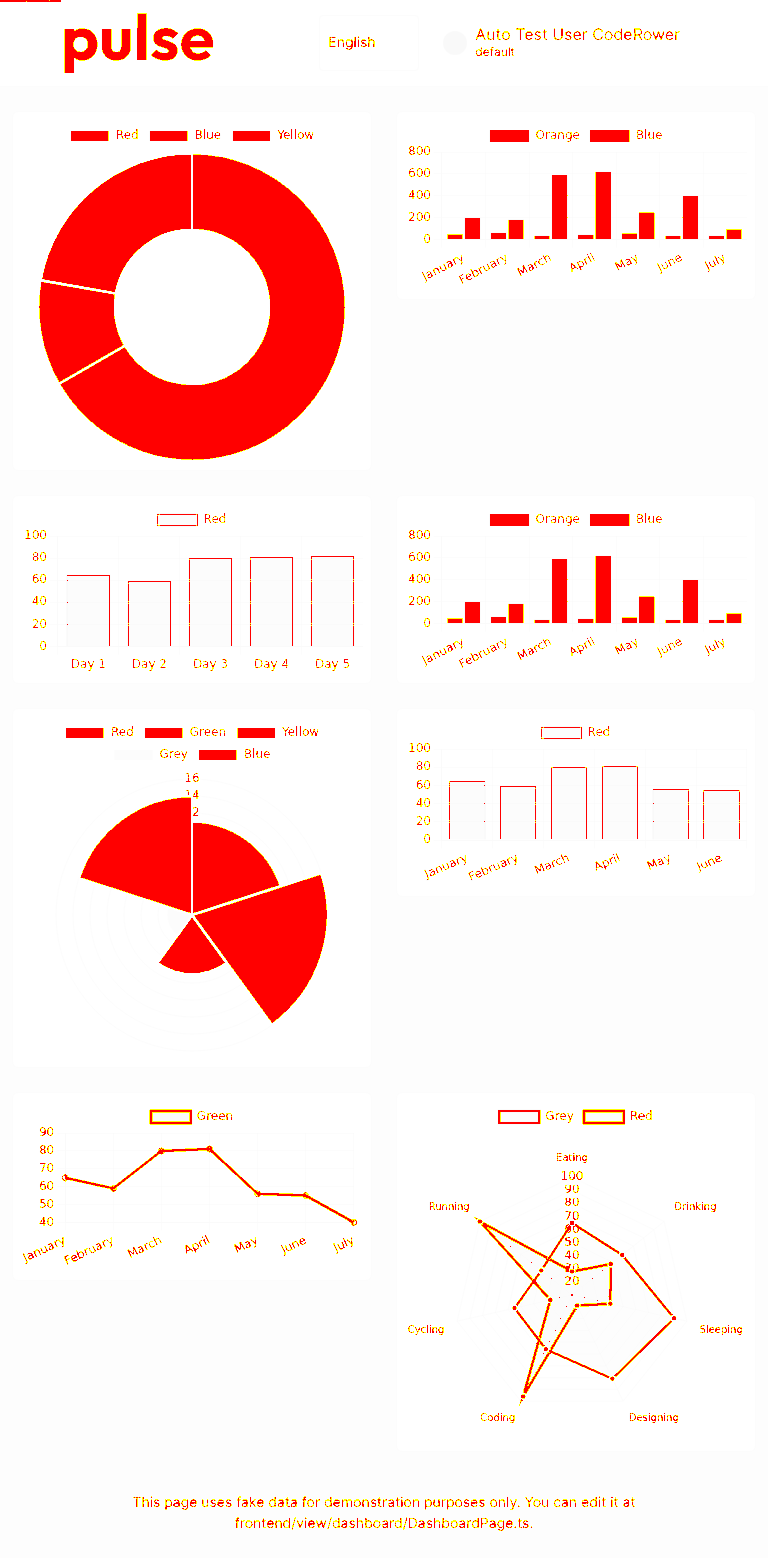 pulse
English
Auto Test User CodeRower
default
Red Blue Yellow
Orange Blue
800
600
400
200
0
January February March April May June July
Red
100
80
60
40
20
0
Day 1 Day 2 Day 3 Day 4 Day 5
Orange Blue
800
600
400
200
0
January February March April May June July
Red Green Yellow
Grey Blue
16
14
Red
100
80
60
40
20
0
January February March April May June
Green
90
80
70
60
50
40
January February March April May June July
Grey Red
Eating
100
90
80
70
60
50
40
30
20
Running
Drinking
Cycling
Sleeping
Coding
Designing
This page uses fake data for demonstration purposes only. You can edit it at
frontend/view/dashboard/DashboardPage.ts.